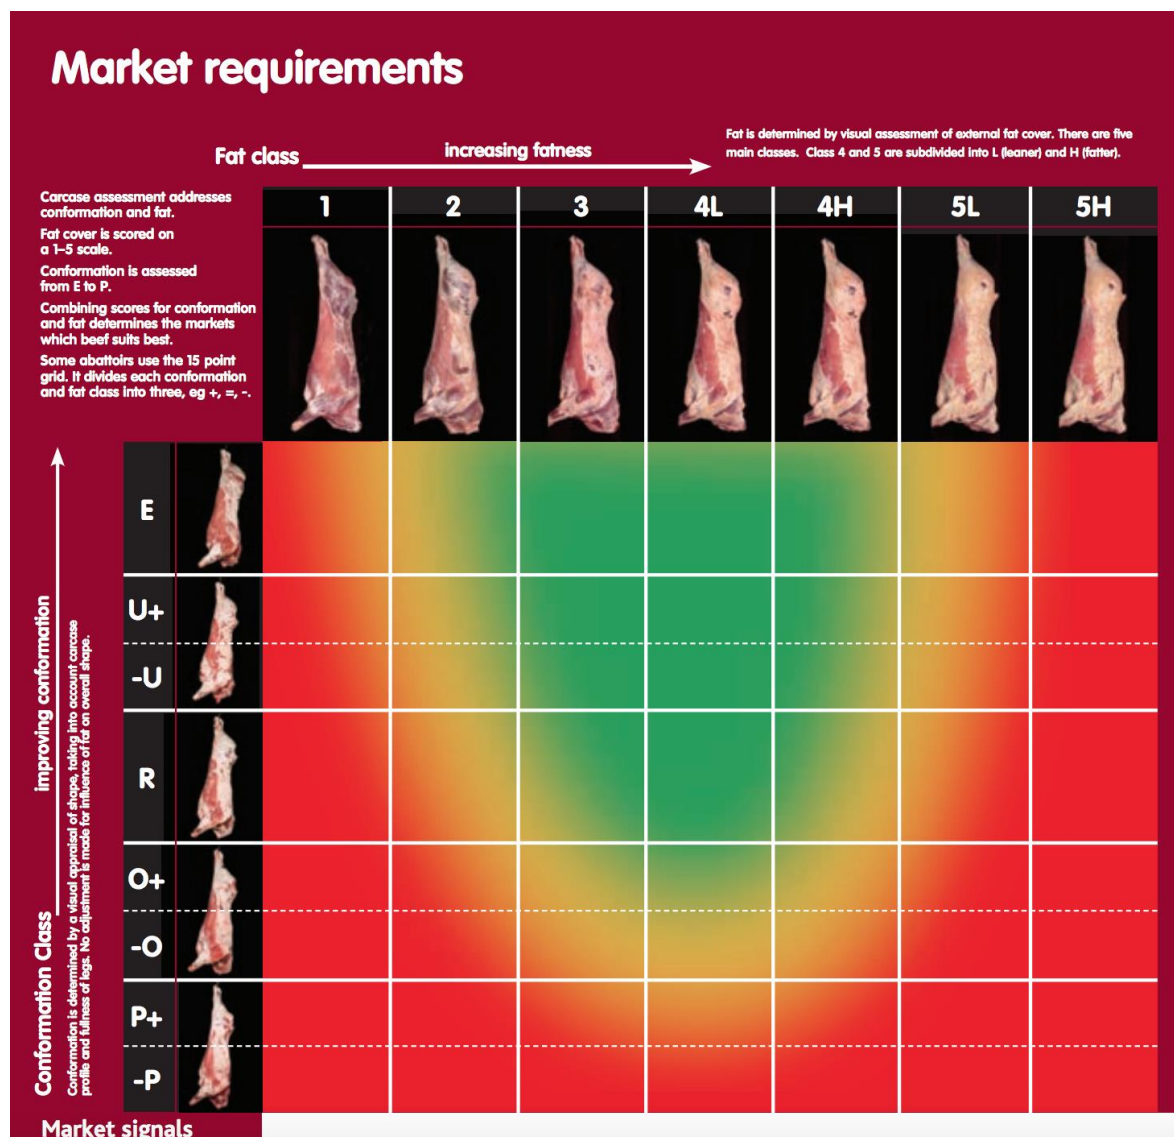 Market requirements
Fat class
increasing fatness
Fat is determined by visual assessment of external fat cover. There are five
main classes. Class 4 and 5 are subdivided into L (leaner) and H (fatter).
Carcase assessment addresses
conformation and fat.
Fat cover is scored on
a 1–5 scale.
Conformation is assessed
from E to P.
Combining scores for conformation
and fat determines the markets
which beef suits best.
Some abattoirs use the 15 point
grid. It divides each conformation
and fat class into three, eg +, =, -.
1 2 3 4L 4H 5L 5H
E
U+
-U
R
O+
-O
P+
-P
Conformation Class
improving conformation
Conformation is determined by a visual appraisal of shape, taking into account carcase
profile and fullness of legs. No adjustment is made for influence of fat on overall shape.
Market signals